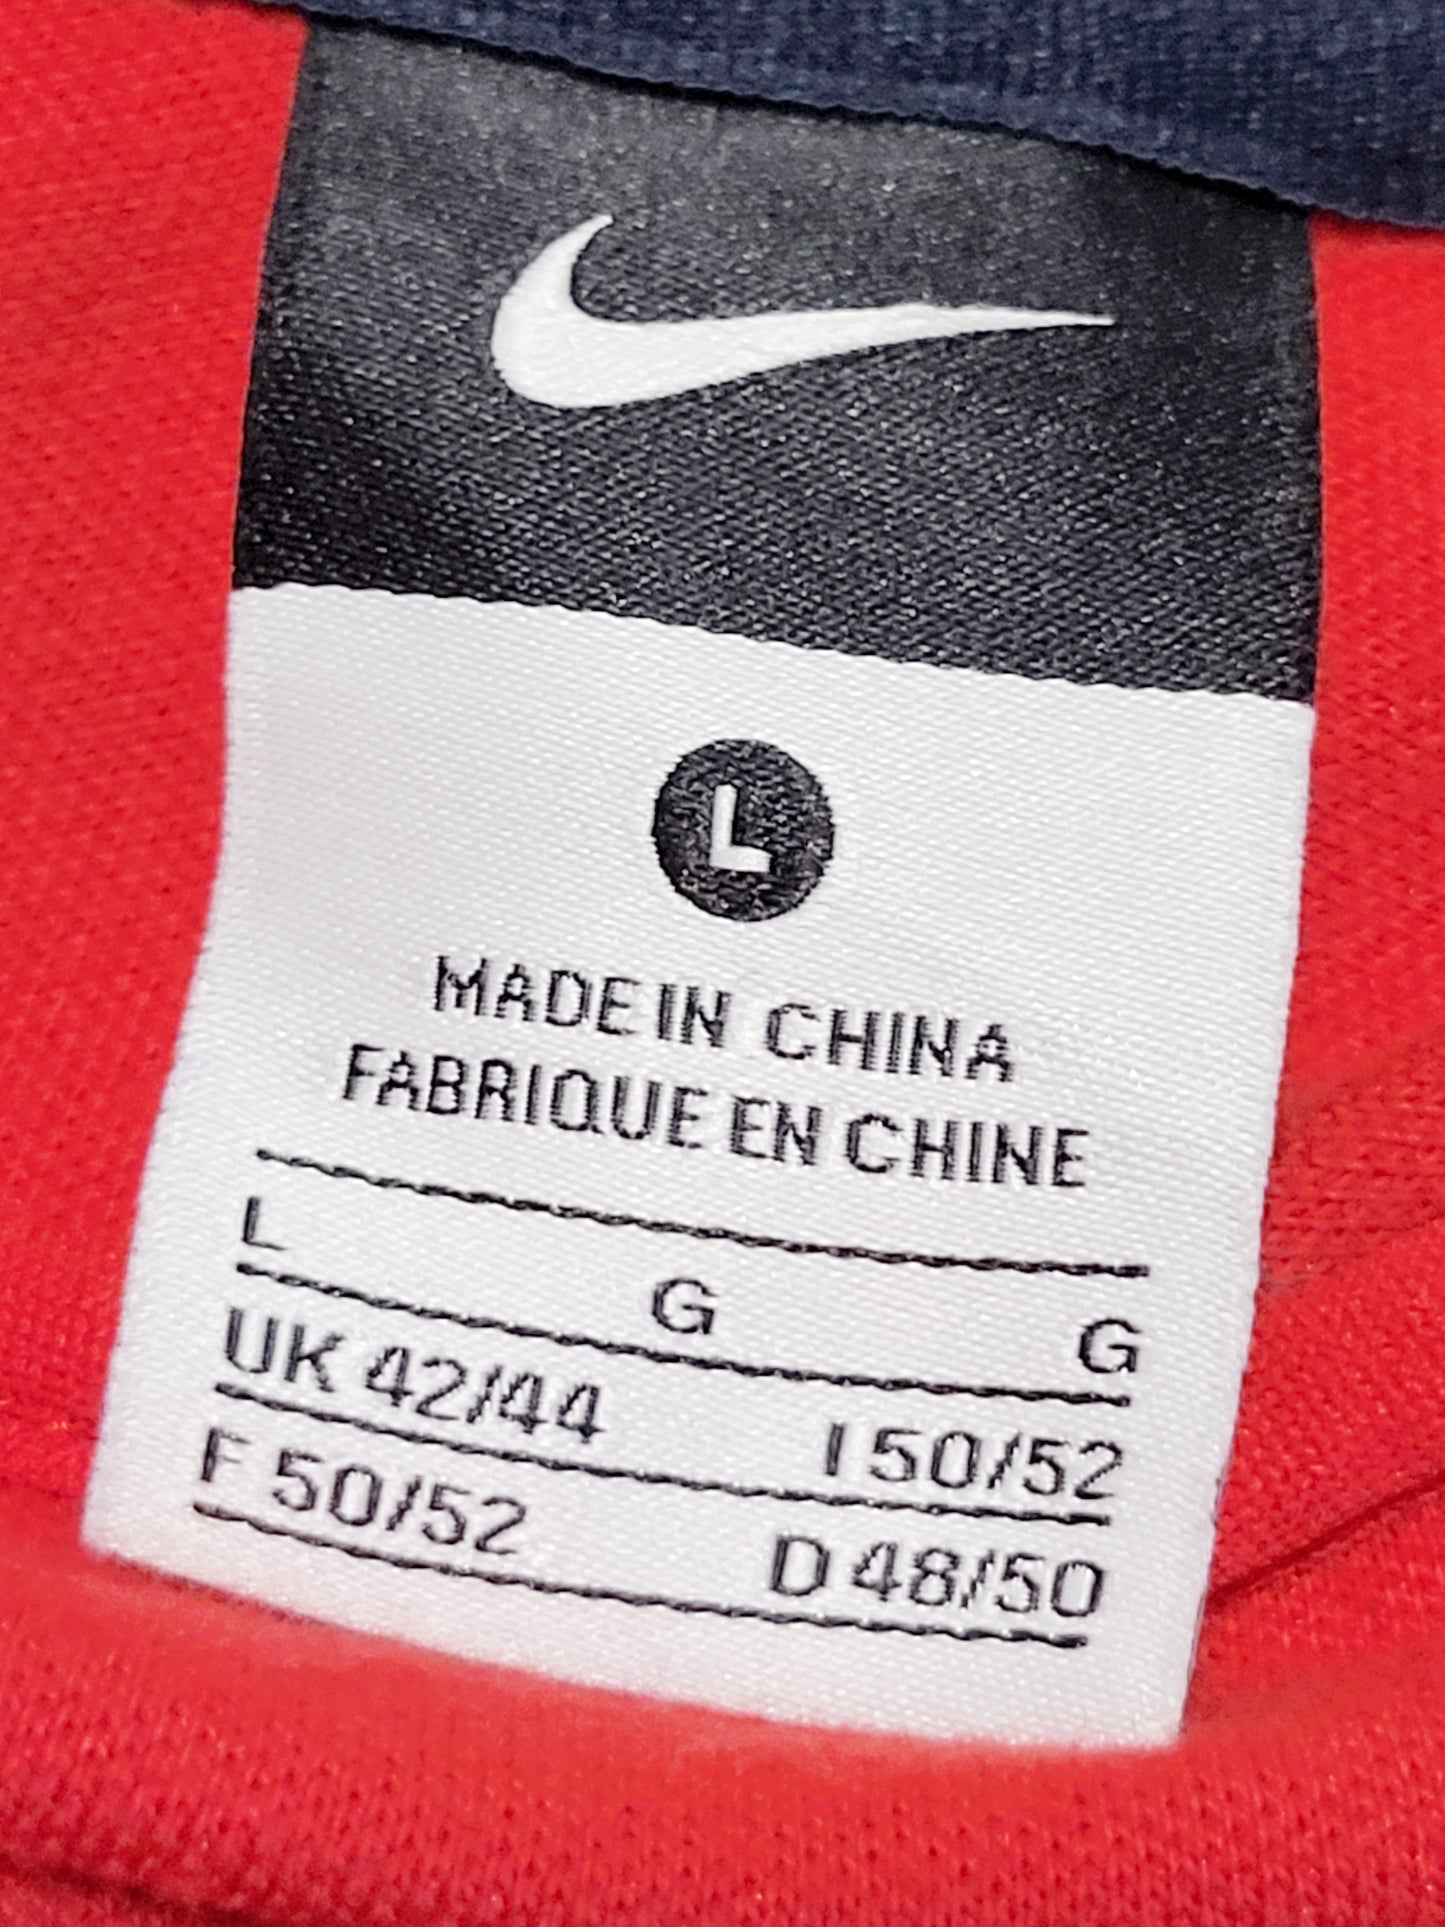 L
MADE IN CHINA
FABRIQUE EN CHINE
L G G
UK 42/44 I 50/52
F 50/52 D 48/50